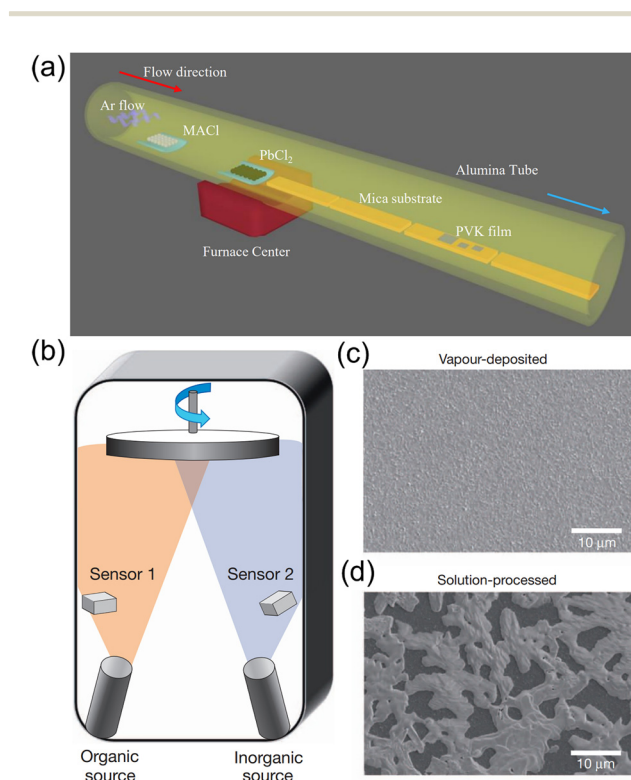 (a)
Flow direction
Ar flow
MACl
PbCl₂
Alumina Tube
Mica substrate
PVK film
Furnace Center
(b)
Sensor 1
Sensor 2
Organic
source
Inorganic
source
(c)
Vapour-deposited
10 μm
(d)
Solution-processed
10 μm